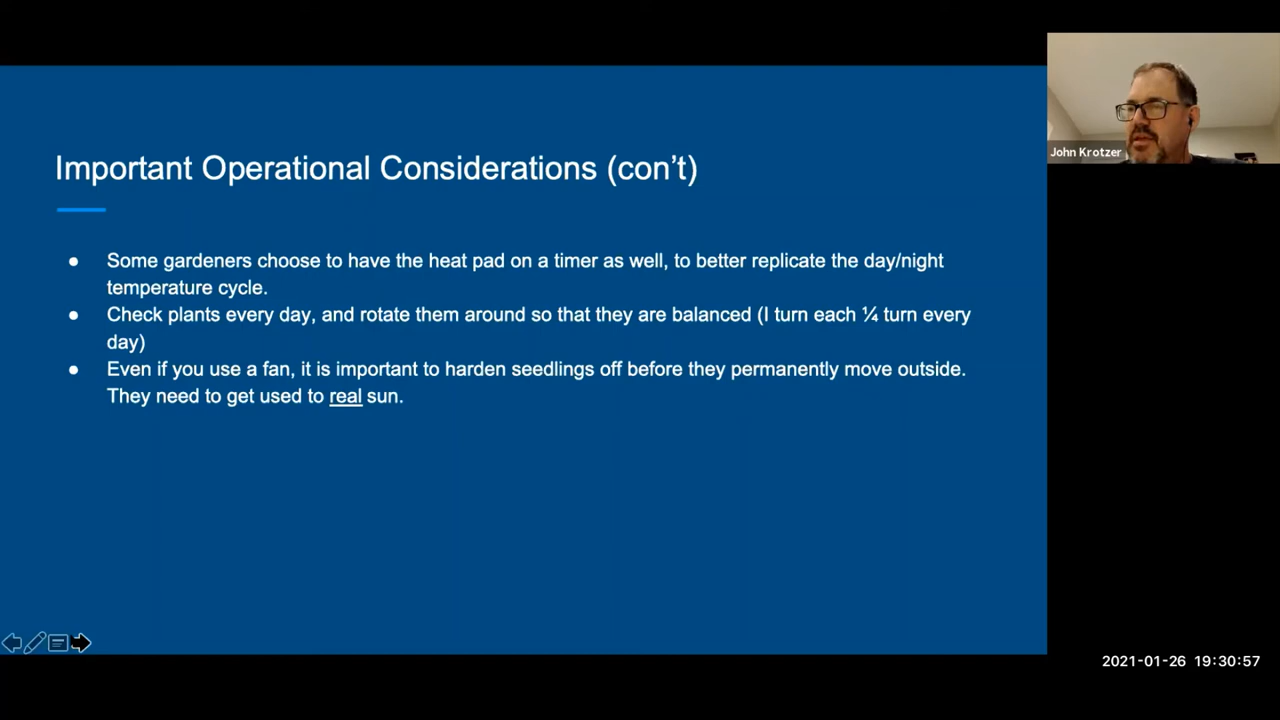 Important Operational Considerations (con’t)
● Some gardeners choose to have the heat pad on a timer as well, to better replicate the day/night
temperature cycle.
● Check plants every day, and rotate them around so that they are balanced (I turn each ¼ turn every
day)
● Even if you use a fan, it is important to harden seedlings off before they permanently move outside.
They need to get used to real sun.
John Krotzer
2021-01-26 19:30:57